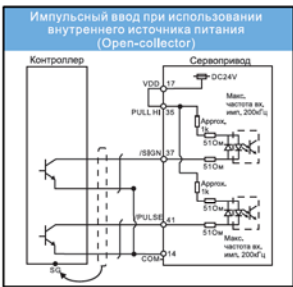 Импульсный ввод при использовании
внутреннего источника питания
(Open-collector)
Контроллер
Сервопривод
VDD
17
DC24V
PULL HI
35
Макс.
частота вх.
имп. 200кГц
Approx.
1k
51Ом
/SIGN
37
51Ом
Approx.
1k
51Ом
/PULSE
41
51Ом
Макс.
частота вх.
имп. 200кГц
COM-
14
SG